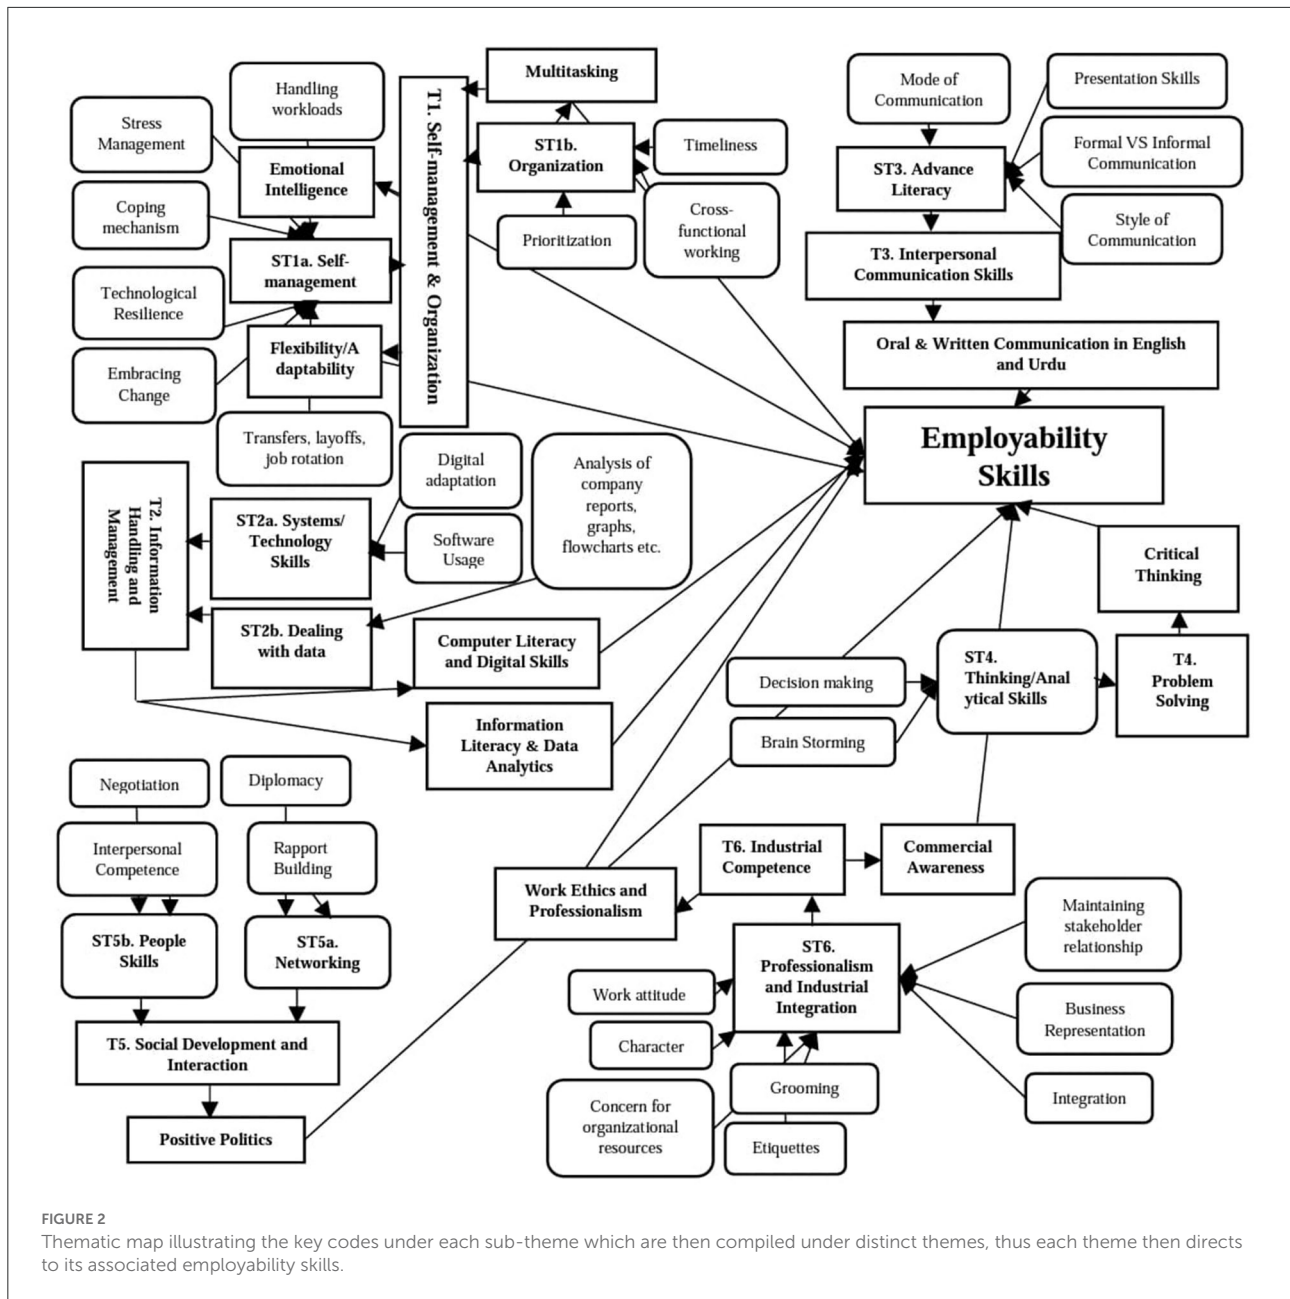 Multitasking
Handling
workloads
Stress
Management
Emotional
Intelligence
Coping
mechanism
ST1a. Self-
management
Technological
Resilience
Flexibility/A
daptability
Embracing
Change
Transfers, layoffs,
job rotation
T1. Self-management & Organization
ST1b.
Organization
Timeliness
Prioritization
Cross-
functional
working
Mode of
Communication
Presentation Skills
Formal VS Informal
Communication
ST3. Advance
Literacy
Style of
Communication
T3. Interpersonal
Communication Skills
Oral & Written Communication in English
and Urdu
Employability
Skills
T2. Information
Handling and
Management
ST2a. Systems/
Technology
Skills
Digital
adaptation
Software
Usage
Analysis of
company
reports,
graphs,
flowcharts etc.
ST2b. Dealing
with data
Computer Literacy
and Digital Skills
Information
Literacy & Data
Analytics
Critical
Thinking
ST4.
Thinking/Anal
ytical Skills
T4.
Problem
Solving
Decision making
Brain Storming
Negotiation
Diplomacy
Interpersonal
Competence
Rapport
Building
ST5b. People
Skills
ST5a.
Networking
T5. Social Development and
Interaction
Positive Politics
Work Ethics and
Professionalism
T6. Industrial
Competence
Commercial
Awareness
ST6.
Professionalism
and Industrial
Integration
Maintaining
stakeholder
relationship
Business
Representation
Integration
Work attitude
Character
Concern for
organizational
resources
Grooming
Etiquettes
FIGURE 2
Thematic map illustrating the key codes under each sub-theme which are then compiled under distinct themes, thus each theme then directs
to its associated employability skills.